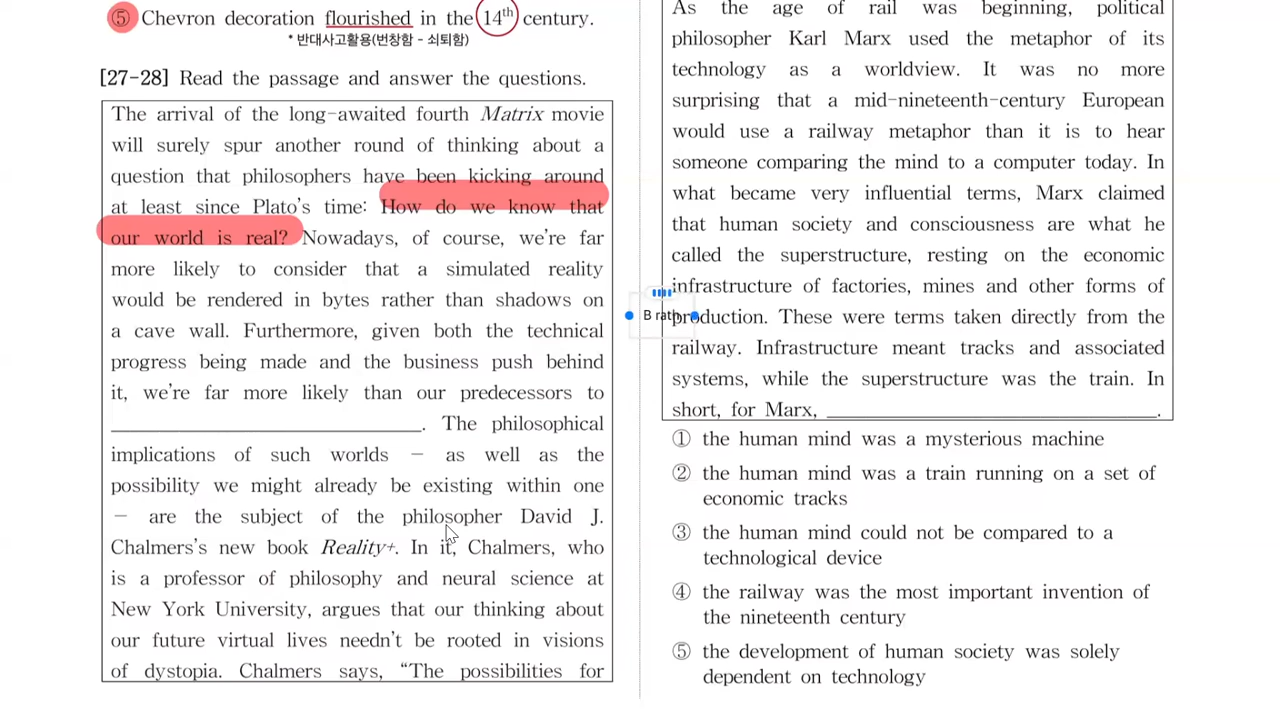 ⑤ Chevron decoration flourished in the 14th century.
* 반대사고활용(번창함 - 쇠퇴함)
[27-28] Read the passage and answer the questions.
The arrival of the long-awaited fourth Matrix movie
will surely spur another round of thinking about a
question that philosophers have been kicking around
at least since Plato's time: How do we know that
our world is real? Nowadays, of course, we're far
more likely to consider that a simulated reality
would be rendered in bytes rather than shadows on
a cave wall. Furthermore, given both the technical
progress being made and the business push behind
it, we're far more likely than our predecessors to
______________________________. The philosophical
implications of such worlds - as well as the
possibility we might already be existing within one
- are the subject of the philosopher David J.
Chalmers's new book Reality+. In it, Chalmers, who
is a professor of philosophy and neural science at
New York University, argues that our thinking about
our future virtual lives needn't be rooted in visions
of dystopia. Chalmers says, “The possibilities for
As the age of rail was beginning, political
philosopher Karl Marx used the metaphor of its
technology as a worldview. It was no more
surprising that a mid-nineteenth-century European
would use a railway metaphor than it is to hear
someone comparing the mind to a computer today. In
what became very influential terms, Marx claimed
that human society and consciousness are what he
called the superstructure, resting on the economic
infrastructure of factories, mines and other forms of
B rath
production. These were terms taken directly from the
railway. Infrastructure meant tracks and associated
systems, while the superstructure was the train. In
short, for Marx, ______________________________.
① the human mind was a mysterious machine
② the human mind was a train running on a set of
economic tracks
③ the human mind could not be compared to a
technological device
④ the railway was the most important invention of
the nineteenth century
⑤ the development of human society was solely
dependent on technology